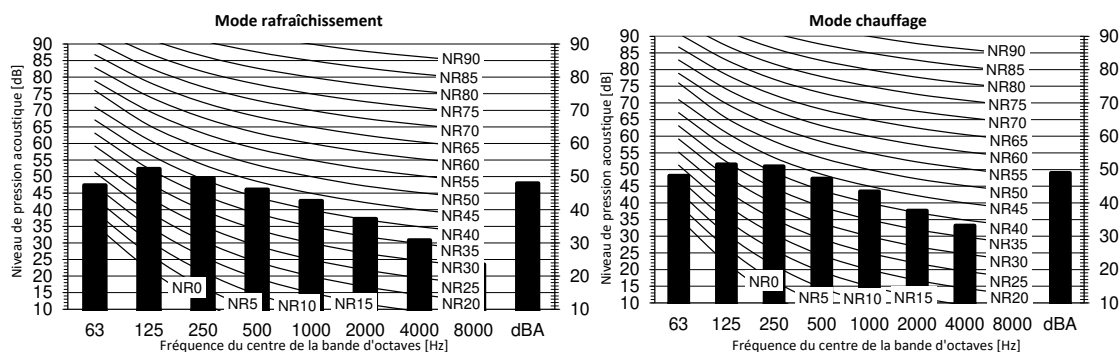 Mode rafraîchissement
Niveau de pression acoustique [dB]
90
85
80
75
70
65
60
55
50
45
40
35
30
25
20
15
10
NR90
NR85
NR80
NR75
NR70
NR65
NR60
NR55
NR50
NR45
NR40
NR35
NR30
NR25
NR20
NR0
NR5
NR10
NR15
90
80
70
60
50
40
30
20
10
63 125 250 500 1000 2000 4000 8000 dBA
Fréquence du centre de la bande d'octaves [Hz]
Mode chauffage
Niveau de pression acoustique [dB]
90
85
80
75
70
65
60
55
50
45
40
35
30
25
20
15
10
NR90
NR85
NR80
NR75
NR70
NR65
NR60
NR55
NR50
NR45
NR40
NR35
NR30
NR25
NR20
NR0
NR5
NR10
NR15
90
80
70
60
50
40
30
20
10
63 125 250 500 1000 2000 4000 8000 dBA
Fréquence du centre de la bande d'octaves [Hz]